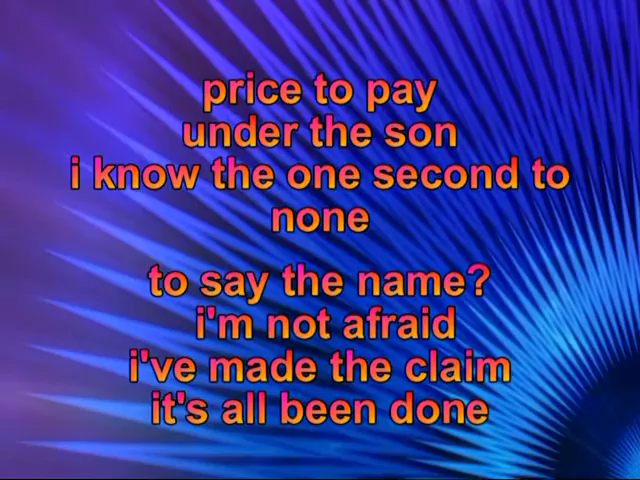 price to pay
under the son
i know the one second to
none
to say the name?
i'm not afraid
i've made the claim
it's all been done